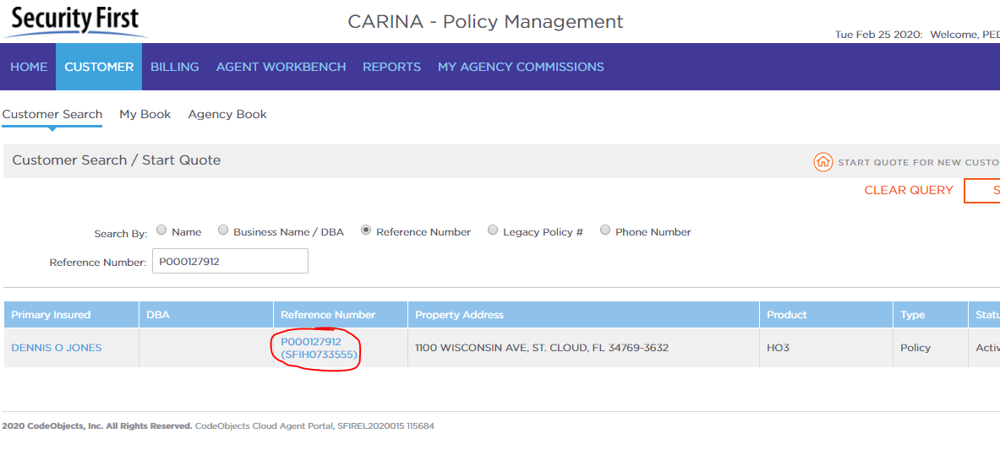 Security First
CARINA - Policy Management
Tue Feb 25 2020: Welcome, PED
HOME CUSTOMER BILLING AGENT WORKBENCH REPORTS MY AGENCY COMMISSIONS
Customer Search My Book Agency Book
Customer Search / Start Quote
START QUOTE FOR NEW CUSTO
CLEAR QUERY S
Search By: Name Business Name / DBA Reference Number Legacy Policy # Phone Number
Reference Number: P000127912
Primary Insured DBA Reference Number Property Address Product Type Statu
DENNIS O JONES P000127912 1100 WISCONSIN AVE, ST. CLOUD, FL 34769-3632 HO3 Policy Activ
(SFIH0733555)
2020 CodeObjects, Inc. All Rights Reserved. CodeObjects Cloud Agent Portal, SFIREL2020015 115684